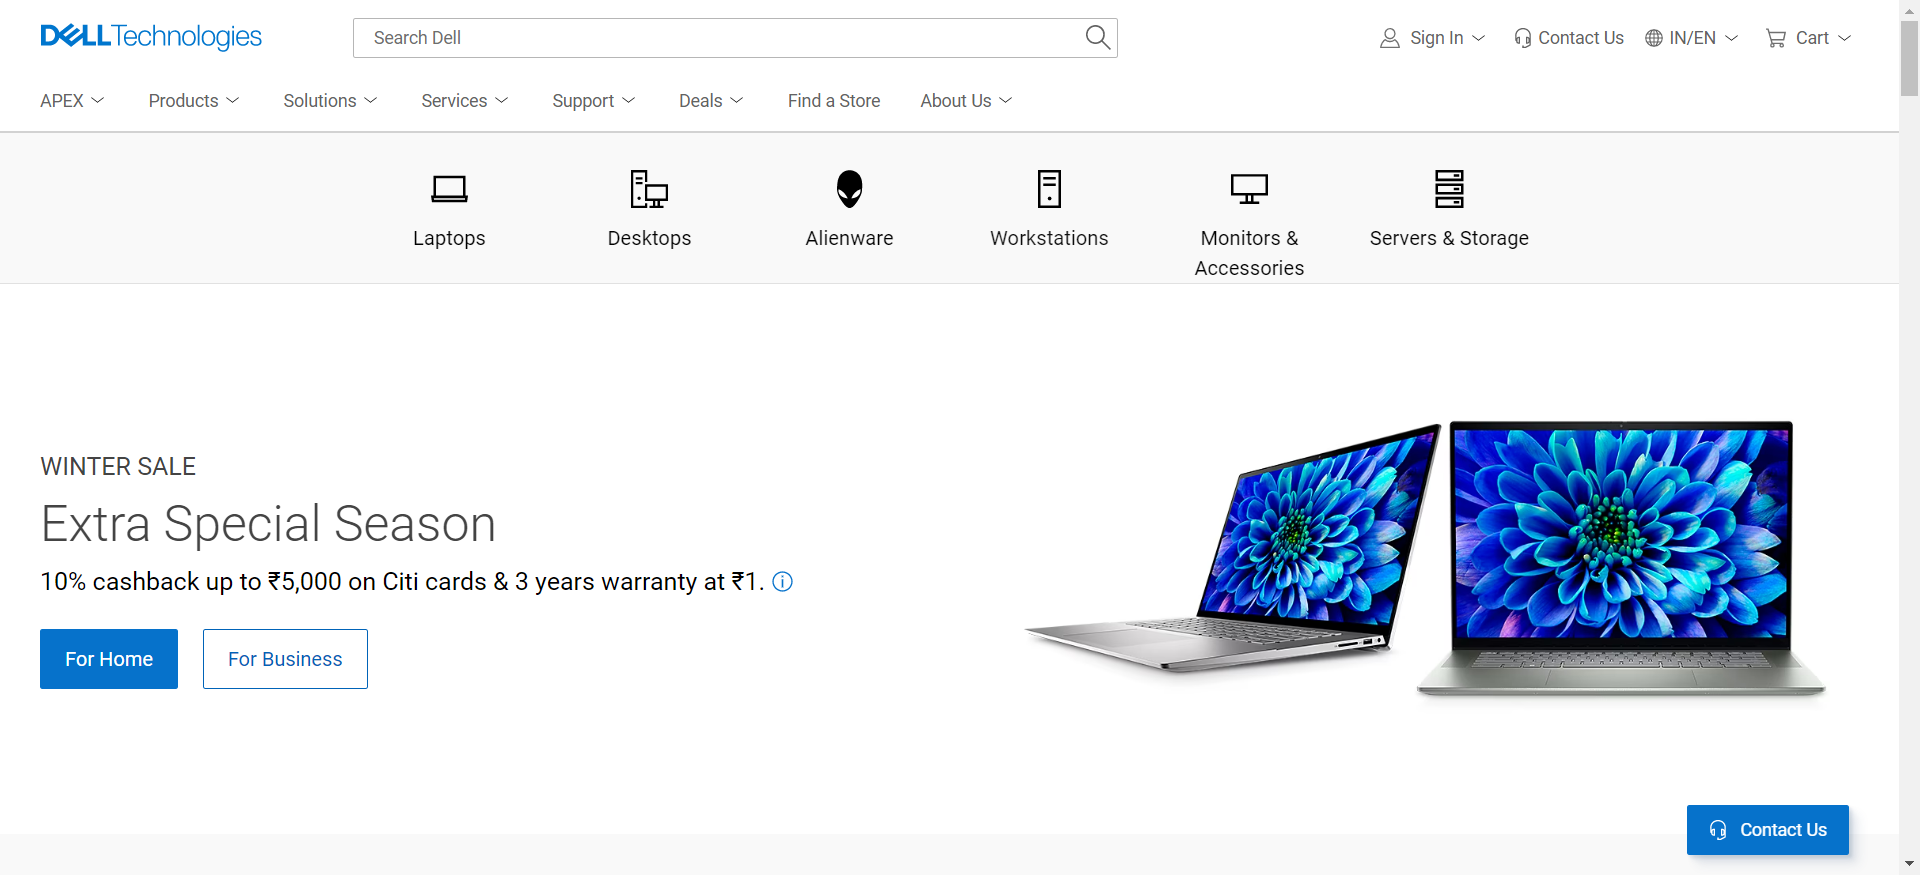 DELLTechnologies
Search Dell
Sign In
Contact Us
IN/EN
Cart
APEX
Products
Solutions
Services
Support
Deals
Find a Store
About Us
Laptops
Desktops
Alienware
Workstations
Monitors &
Accessories
Servers & Storage
WINTER SALE
Extra Special Season
10% cashback up to ₹5,000 on Citi cards & 3 years warranty at ₹1.
For Home
For Business
Contact Us